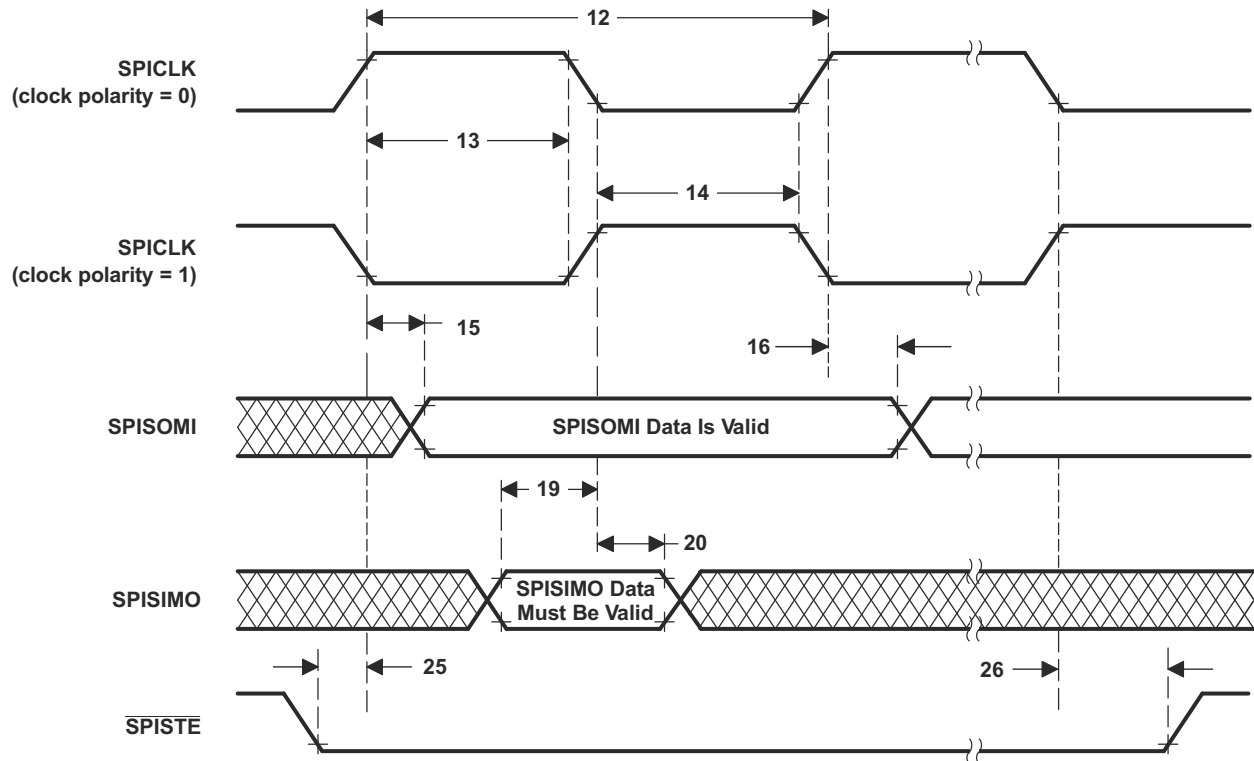 12
SPICLK
(clock polarity = 0)
13
14
SPICLK
(clock polarity = 1)
15
16
SPISOMI
SPISOMI Data Is Valid
19
20
SPISIMO
SPISIMO Data
Must Be Valid
25
26
SPISTE